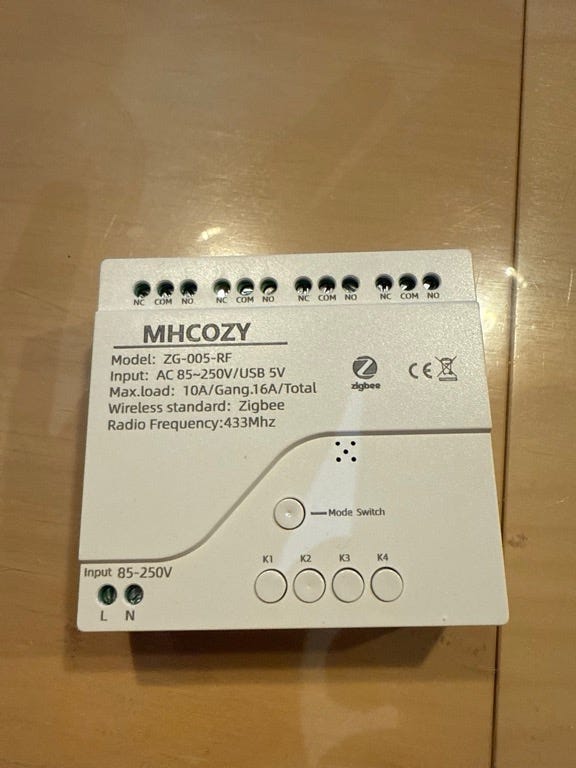 NC COM NO NC COM NO NC COM NO NC COM NO
MHCOZY
Model: ZG-005-RF
Input: AC 85~250V/USB 5V
Max.load: 10A/Gang.16A/Total
Wireless standard: Zigbee
Radio Frequency:433Mhz
Z
zigbee
CE
Mode Switch
K1 K2 K3 K4
Input 85-250V
L N